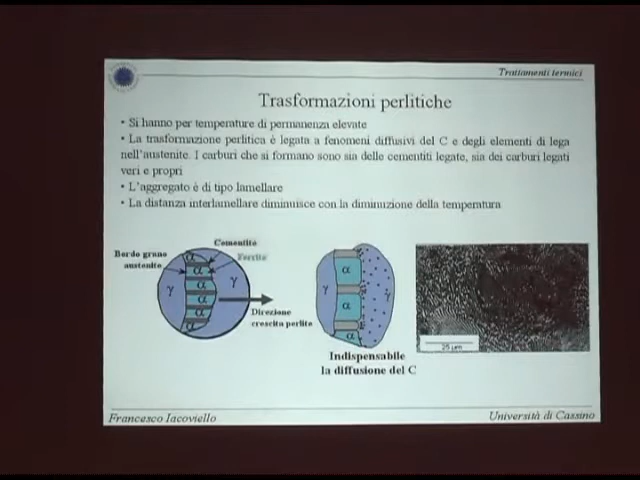 Trattamenti termici
Trasformazioni perlitiche
• Si hanno per temperature di permanenza elevate
• La trasformazione perlitica è legata a fenomeni diffusivi del C e degli elementi di lega
nell'austenite. I carburi che si formano sono sia delle cementiti legate, sia dei carburi legati
veri e propri
• L'aggregato è di tipo lamellare
• La distanza interlamellare diminuisce con la diminuzione della temperatura
Cementite
Bordo grano
austenite
Ferrite
α
α
γ
α
γ
α
α
Direzione
crescita perlite
α
γ
α
γ
α
25 μm
Indispensabile
la diffusione del C
Francesco Iacoviello
Università di Cassino